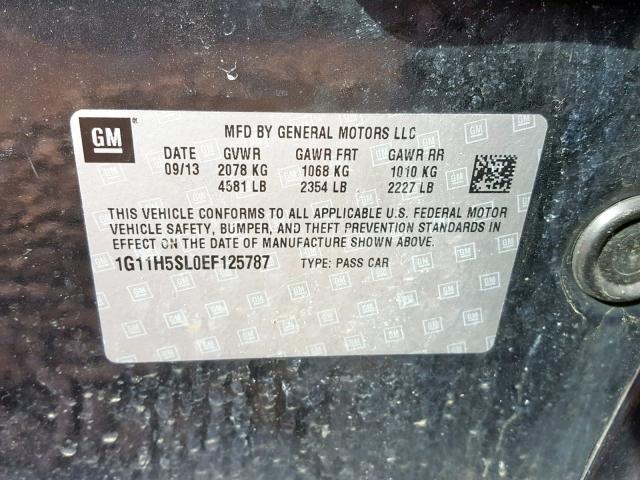 GM
MFD BY GENERAL MOTORS LLC
DATE GVWR GAWR FRT GAWR RR
09/13 2078 KG 1068 KG 1010 KG
4581 LB 2354 LB 2227 LB
THIS VEHICLE CONFORMS TO ALL APPLICABLE U.S. FEDERAL MOTOR
VEHICLE SAFETY, BUMPER, AND THEFT PREVENTION STANDARDS IN
EFFECT ON THE DATE OF MANUFACTURE SHOWN ABOVE.
1G11H5SL0EF125787 TYPE: PASS CAR